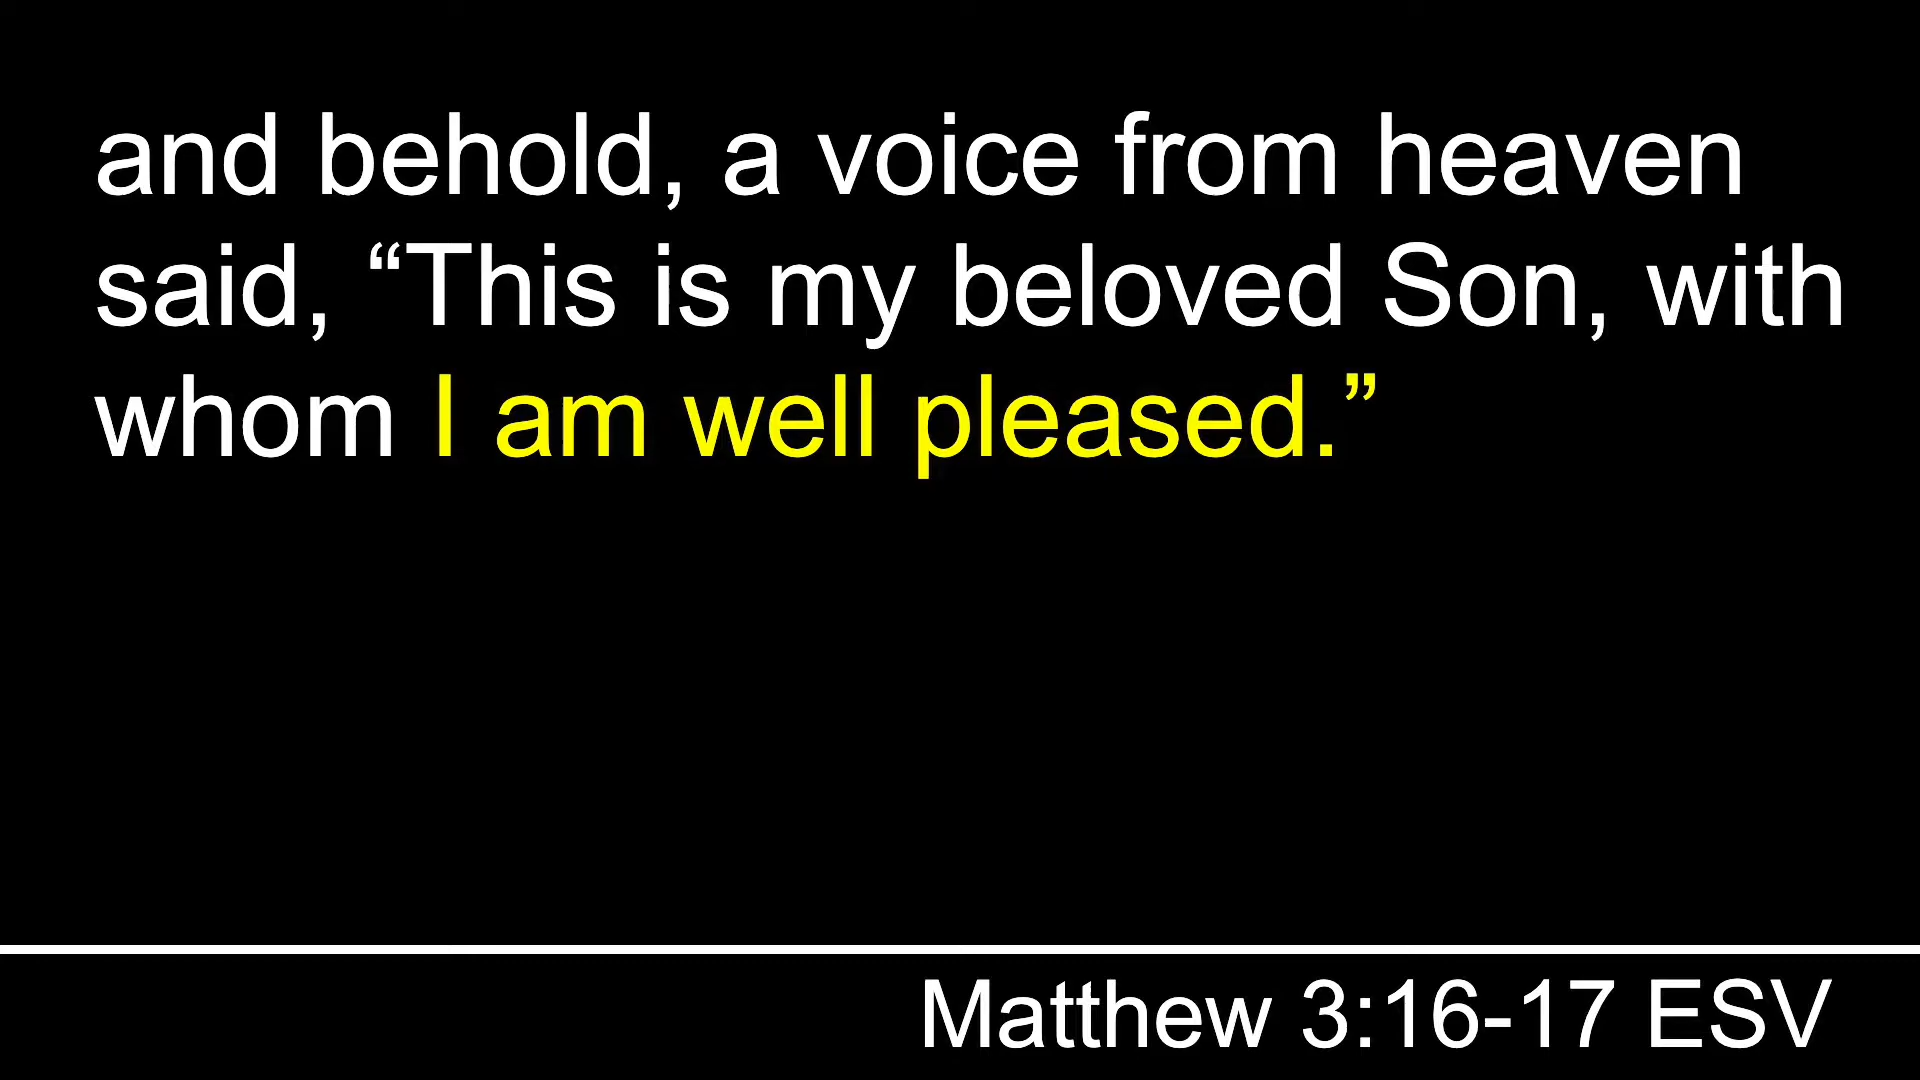 and behold, a voice from heaven
said, “This is my beloved Son, with
whom I am well pleased.”
Matthew 3:16-17 ESV